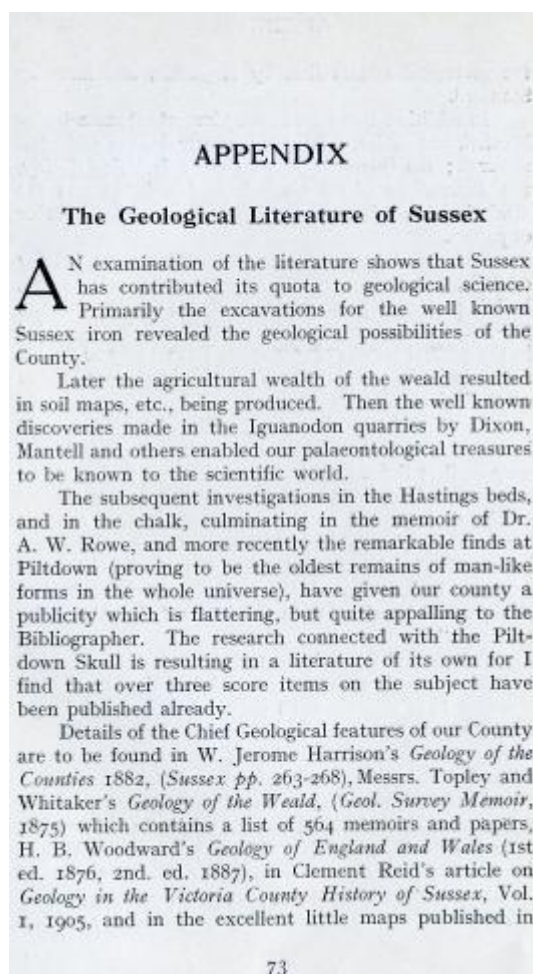 APPENDIX
The Geological Literature of Sussex
AN examination of the literature shows that Sussex
has contributed its quota to geological science.
Primarily the excavations for the well known
Sussex iron revealed the geological possibilities of the
County.
Later the agricultural wealth of the weald resulted
in soil maps, etc., being produced. Then the well known
discoveries made in the Iguanodon quarries by Dixon,
Mantell and others enabled our palaeontological treasures
to be known to the scientific world.
The subsequent investigations in the Hastings beds,
and in the chalk, culminating in the memoir of Dr.
A. W. Rowe, and more recently the remarkable finds at
Piltdown (proving to be the oldest remains of man-like
forms in the whole universe), have given our county a
publicity which is flattering, but quite appalling to the
Bibliographer. The research connected with the Pilt-
down Skull is resulting in a literature of its own for I
find that over three score items on the subject have
been published already.
Details of the Chief Geological features of our County
are to be found in W. Jerome Harrison's Geology of the
Counties 1882, (Sussex pp. 263-268), Messrs. Topley and
Whitaker's Geology of the Weald, (Geol. Survey Memoir,
1875) which contains a list of 564 memoirs and papers,
H. B. Woodward's Geology of England and Wales (1st
ed. 1876, 2nd. ed. 1887), in Clement Reid's article on
Geology in the Victoria County History of Sussex, Vol.
1, 1905, and in the excellent little maps published in
73